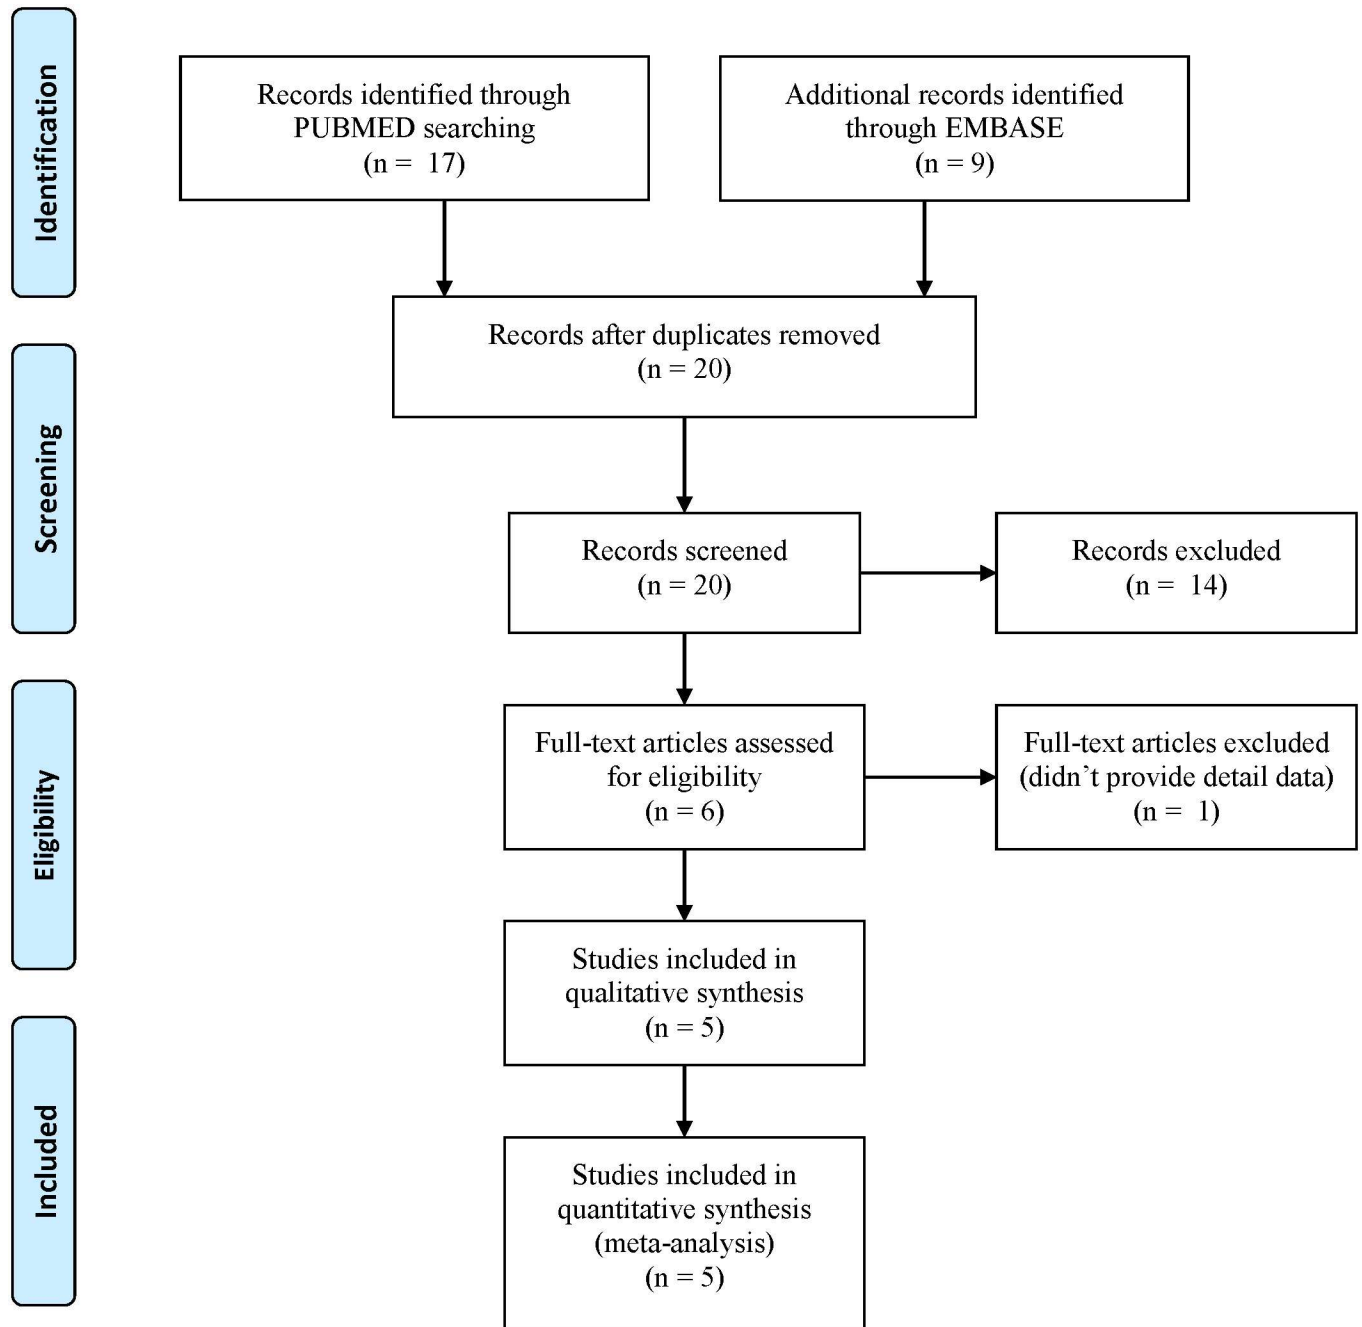 Identification
Records identified through
PUBMED searching
(n =  17)
Additional records identified
through EMBASE
(n = 9)
Records after duplicates removed
(n = 20)
Screening
Records screened
(n = 20)
Records excluded
(n =  14)
Eligibility
Full-text articles assessed
for eligibility
(n = 6)
Full-text articles excluded
(didn’t provide detail data)
(n =  1)
Studies included in
qualitative synthesis
(n = 5)
Included
Studies included in
quantitative synthesis
(meta-analysis)
(n = 5)